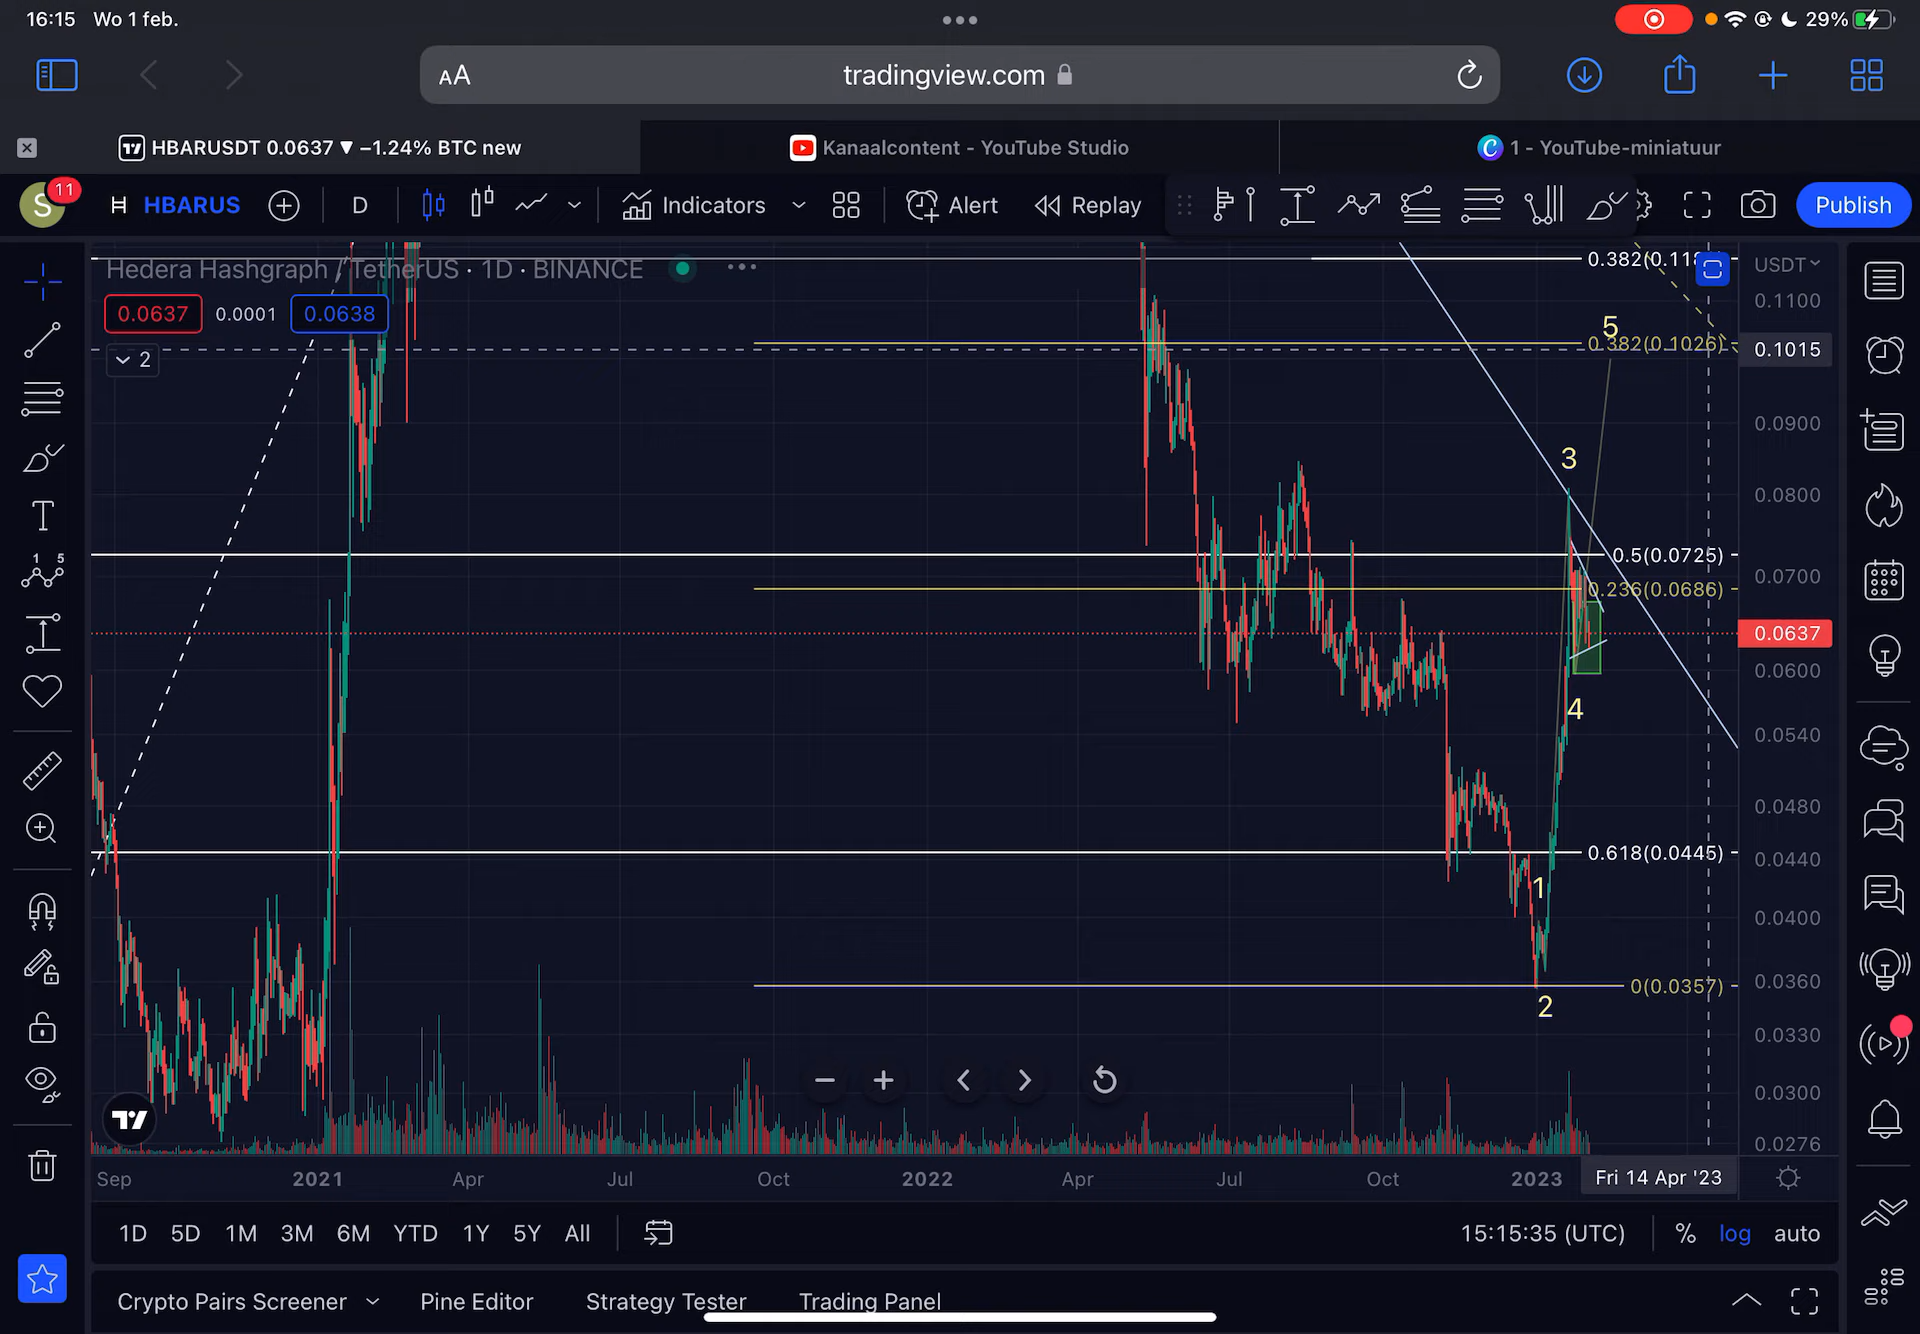 16:15 Wo 1 feb.
29%
AA
tradingview.com
HBARUSDT 0.0637 ▼ −1.24% BTC new
Kanaalcontent - YouTube Studio
1 - YouTube-miniatuur
S
11
H HBARUS
D
Indicators
Alert
Replay
Publish
Hedera Hashgraph / TetherUS · 1D · BINANCE
0.0637
0.0001
0.0638
2
0.382(0.118
USDT
0.1100
5
0.382(0.1026)
0.1015
0.0900
3
0.0800
0.5(0.0725)
0.0700
0.236(0.0686)
0.0637
0.0600
4
0.0540
0.0480
0.618(0.0445)
0.0440
1
0.0400
0.0360
0(0.0357)
2
0.0330
0.0300
0.0276
Sep
2021
Apr
Jul
Oct
2022
Apr
Jul
Oct
2023
Fri 14 Apr '23
1D
5D
1M
3M
6M
YTD
1Y
5Y
All
15:15:35 (UTC)
%
log
auto
Crypto Pairs Screener
Pine Editor
Strategy Tester
Trading Panel